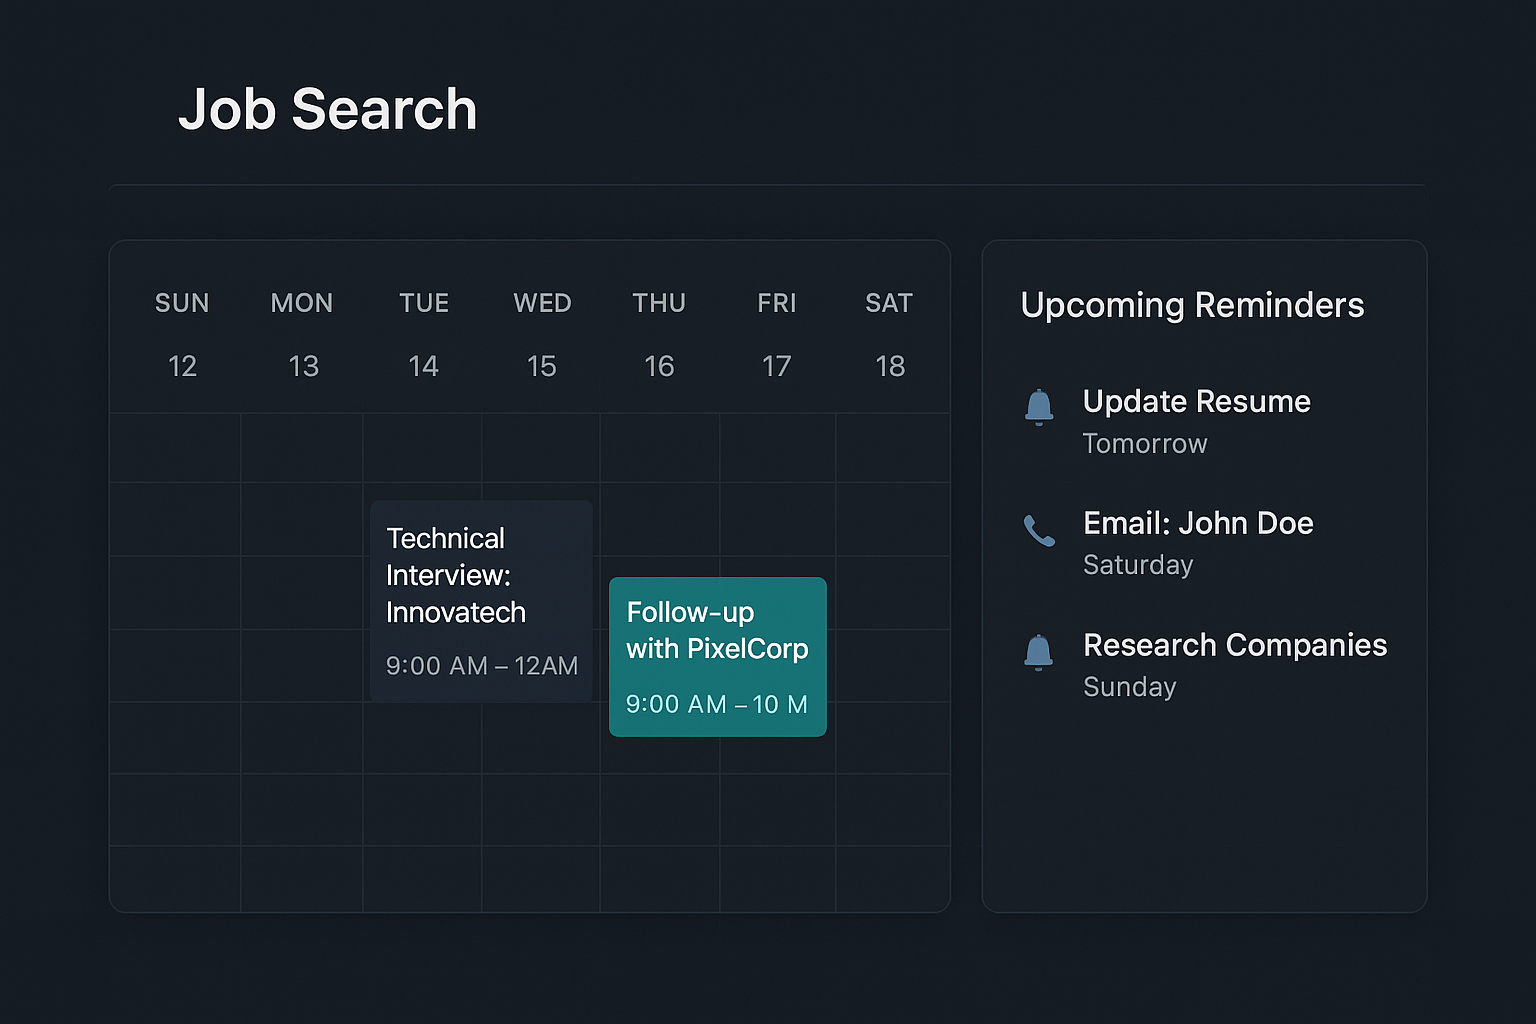 Job Search
SUN MON TUE WED THU FRI SAT
12 13 14 15 16 17 18
Technical
Interview:
Innovatech
9:00 AM – 12AM
Follow-up
with PixelCorp
9:00 AM – 10 M
Upcoming Reminders
Update Resume
Tomorrow
Email: John Doe
Saturday
Research Companies
Sunday